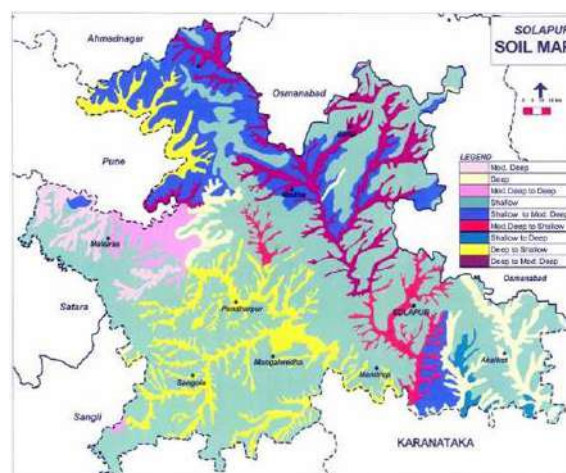 SOLAPUR
SOIL MAP
Ahmadnagar
Osmanabad
Pune
LEGEND
Mod. Deep
Deep
Mod.Deep to Deep
Shallow
Shallow to Mod. Deep
Mod.Deep to Shallow
Shallow to Deep
Deep to Shallow
Deep to Mod. Deep
Malsiras
Osmanabad
Satara
Pandharpur
SOLAPUR
Mangalwedha
Akalkot
Sangola
Mandrup
Sangli
KARANATAKA